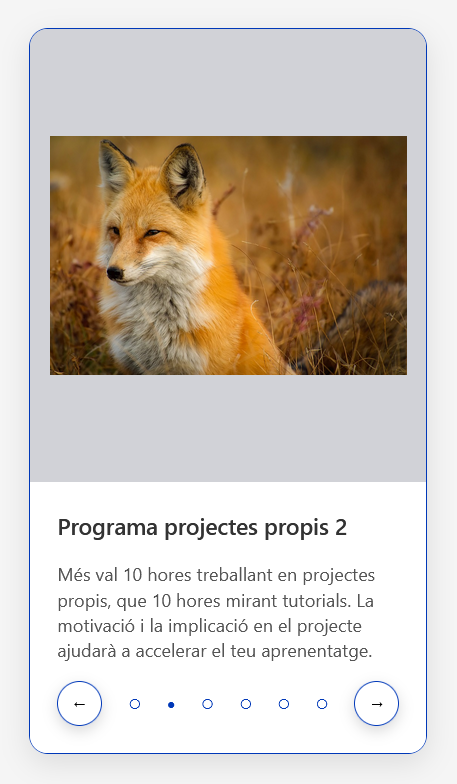 Programa projectes propis 2
Més val 10 hores treballant en projectes
propis, que 10 hores mirant tutorials. La
motivació i la implicació en el projecte
ajudarà a accelerar el teu aprenentatge.
← →